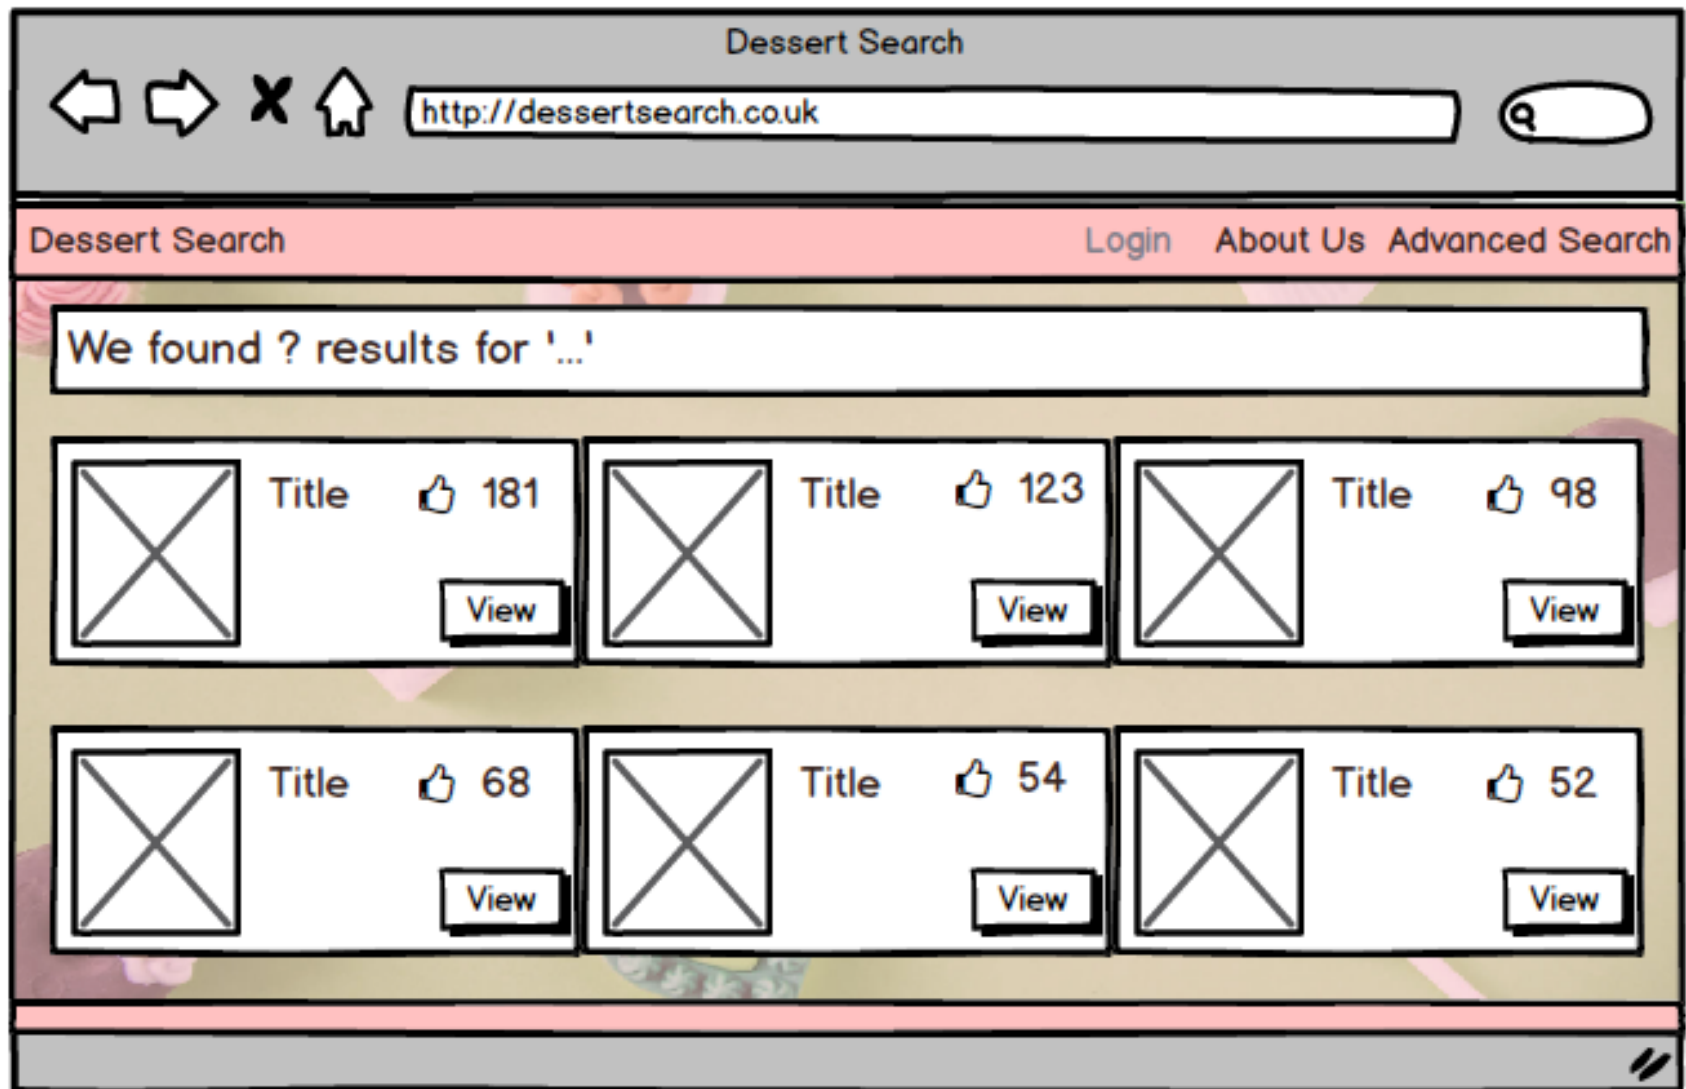 Dessert Search
http://dessertsearch.co.uk
Dessert Search Login About Us Advanced Search
We found ? results for '...'
Title 181 Title 123 Title 98
View View View
Title 68 Title 54 Title 52
View View View